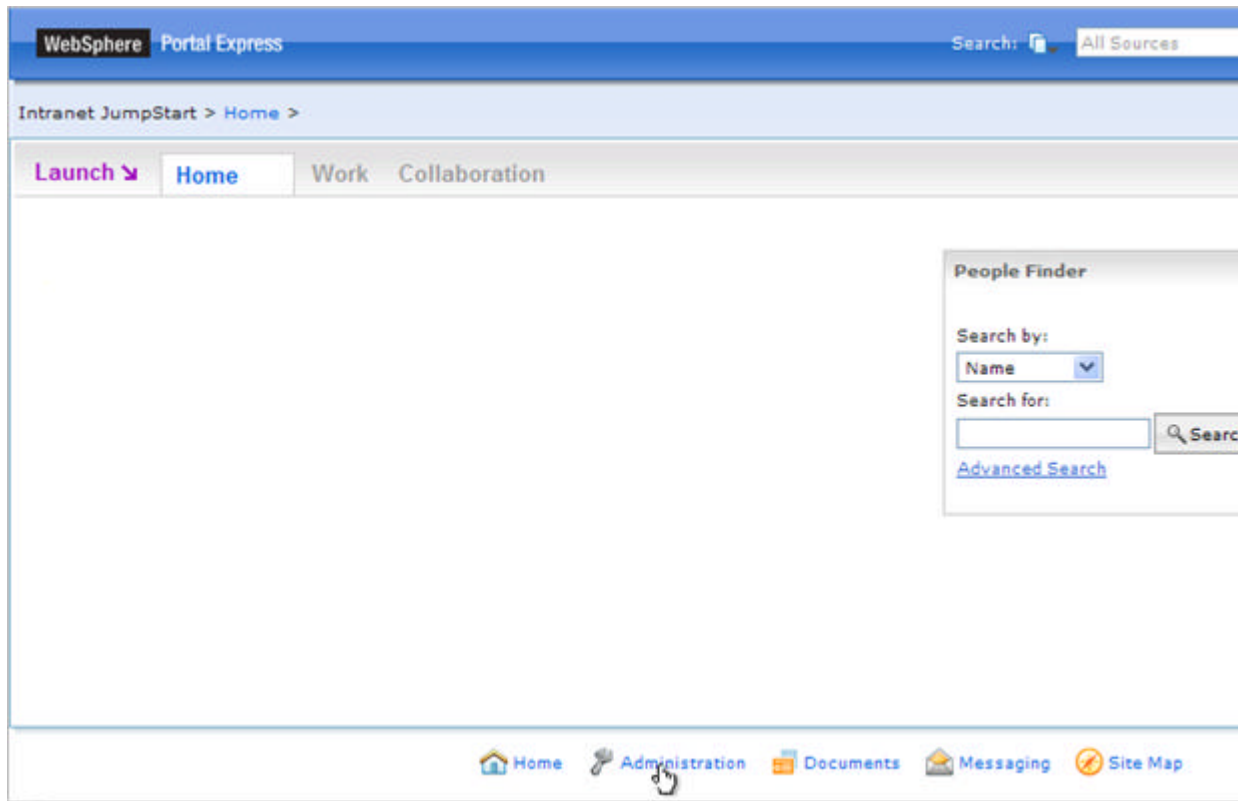 WebSphere Portal Express
Search: All Sources
Intranet JumpStart > Home >
Launch Home Work Collaboration
People Finder
Search by:
Name
Search for:
Searc
Advanced Search
Home Administration Documents Messaging Site Map